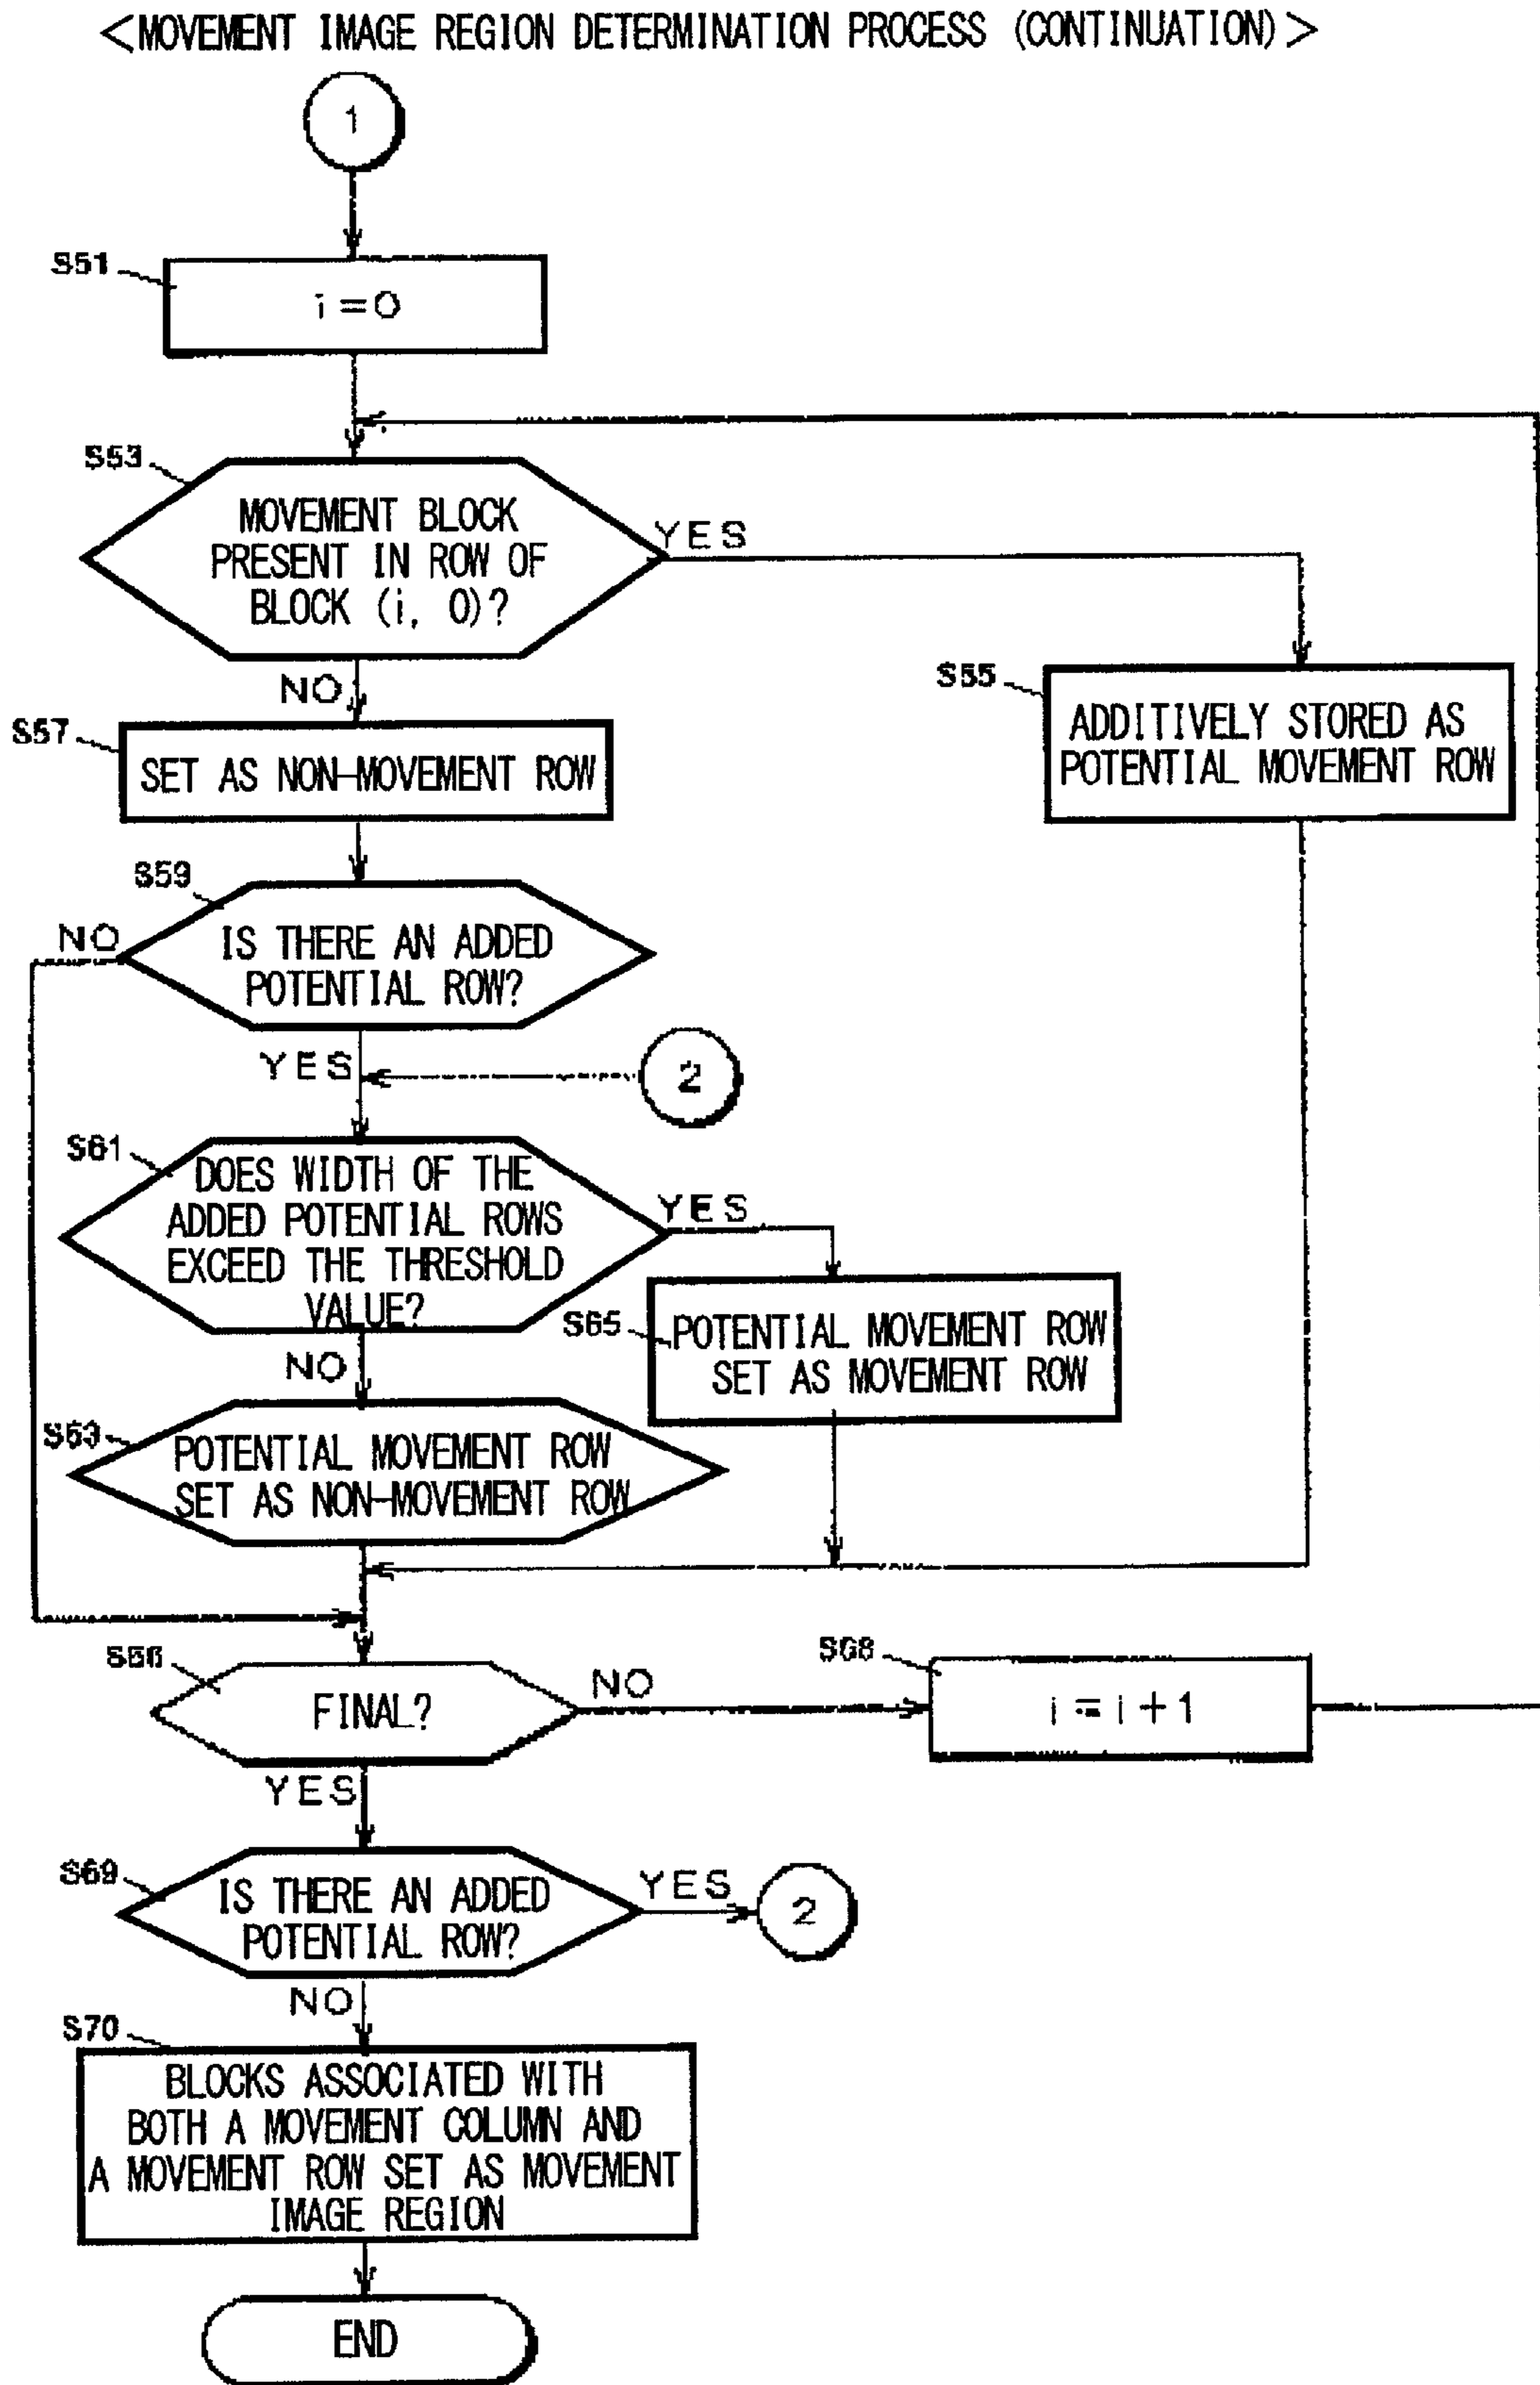 <MOVEMENT IMAGE REGION DETERMINATION PROCESS (CONTINUATION)>
1
S51
i=0
S53
MOVEMENT BLOCK
PRESENT IN ROW OF
BLOCK (i, 0)?
YES
NO
S55
ADDITIVELY STORED AS
POTENTIAL MOVEMENT ROW
S57
SET AS NON-MOVEMENT ROW
S59
NO
IS THERE AN ADDED
POTENTIAL ROW?
YES
2
S61
DOES WIDTH OF THE
ADDED POTENTIAL ROWS
EXCEED THE THRESHOLD
VALUE?
YES
NO
S65
POTENTIAL MOVEMENT ROW
SET AS MOVEMENT ROW
S63
POTENTIAL MOVEMENT ROW
SET AS NON-MOVEMENT ROW
FINAL?
NO
S68
i=i+1
YES
S69
IS THERE AN ADDED
POTENTIAL ROW?
YES
2
NO
S70
BLOCKS ASSOCIATED WITH
BOTH A MOVEMENT COLUMN AND
A MOVEMENT ROW SET AS MOVEMENT
IMAGE REGION
END